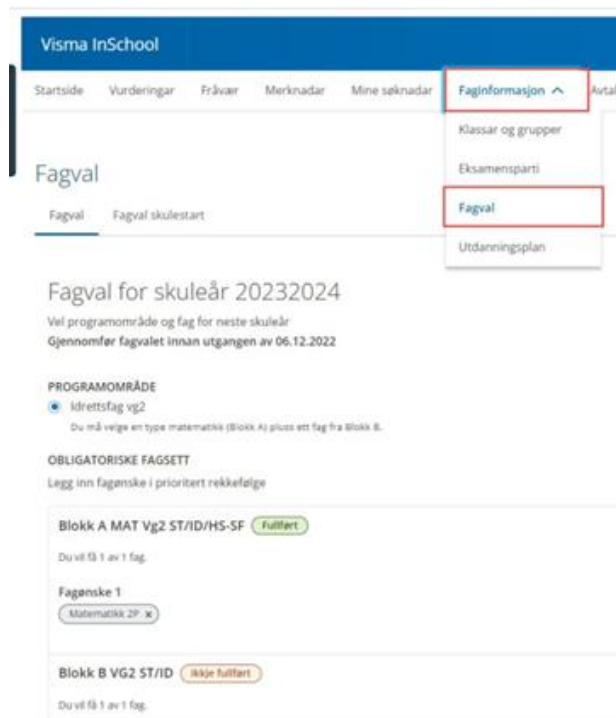 Visma InSchool
Startside Vurderingar Fråvær Merknadar Mine søknadar Faginformasjon Avtal
Klassar og grupper
Eksamensparti
Fagval
Utdanningsplan
Fagval
Fagval Fagval skulestart
Fagval for skuleår 20232024
Vel programområde og fag for neste skuleår
Gjennomfør fagvalet innan utgangen av 06.12.2022
PROGRAMOMRÅDE
Idrettsfag vg2
Du må velge en type matematikk (Blokk A) pluss ett fag fra Blokk B.
OBLIGATORISKE FAGSETT
Legg inn fagønske i prioritert rekkefølge
Blokk A MAT Vg2 ST/ID/HS-SF Fullført
Du vil få 1 av 1 fag.
Fagønske 1
Matematikk 2P x
Blokk B VG2 ST/ID Ikkje fullført
Du vil få 1 av 1 fag.